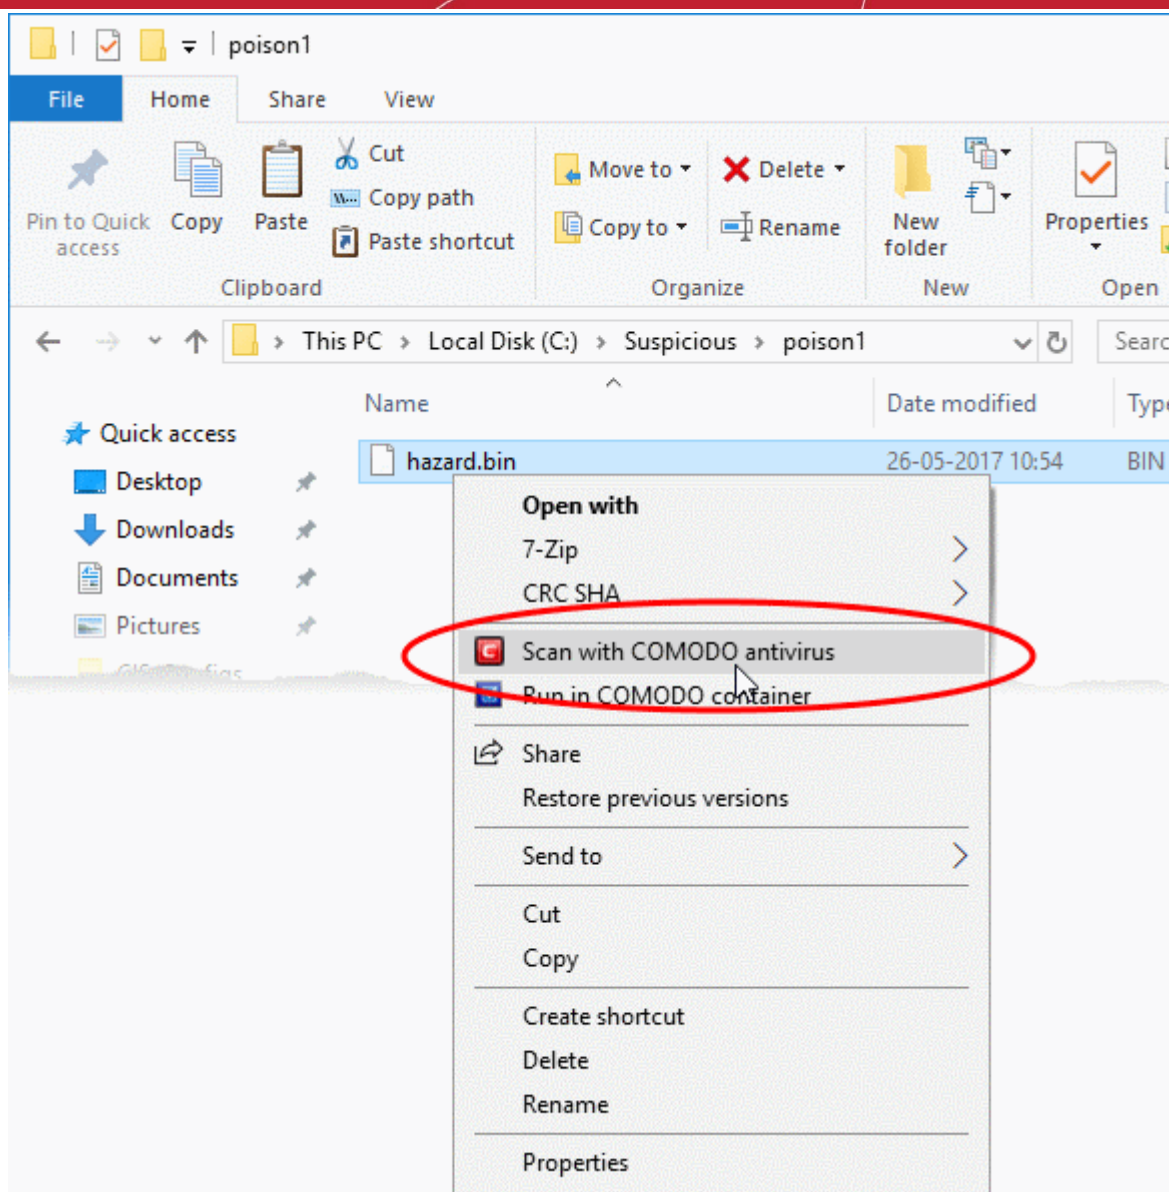 poison1
File Home Share View
Pin to Quick access
Copy
Paste
Cut
Copy path
Paste shortcut
Clipboard
Move to
Copy to
Delete
Rename
Organize
New folder
New
Properties
Open
This PC > Local Disk (C:) > Suspicious > poison1
Searc
Name Date modified Type
Quick access
Desktop
Downloads
Documents
Pictures
hazard.bin 26-05-2017 10:54 BIN
Open with
7-Zip
CRC SHA
Scan with COMODO antivirus
Run in COMODO container
Share
Restore previous versions
Send to
Cut
Copy
Create shortcut
Delete
Rename
Properties